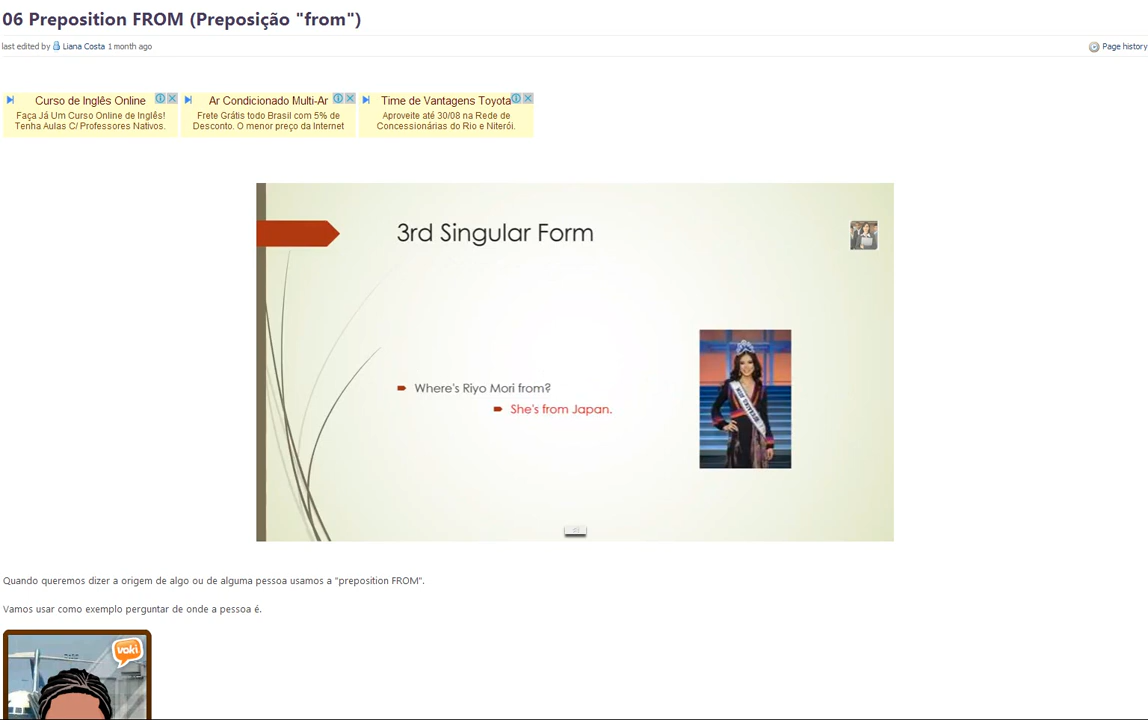 06 Preposition FROM (Preposição "from")
last edited by Liana Costa 1 month ago
Page history
Curso de Inglês Online
Faça Já Um Curso Online de Inglês!
Tenha Aulas C/ Professores Nativos.
Ar Condicionado Multi-Ar
Frete Grátis todo Brasil com 5% de
Desconto. O menor preço da Internet
Time de Vantagens Toyota
Aproveite até 30/08 na Rede de
Concessionárias do Rio e Niterói.
3rd Singular Form
Where's Riyo Mori from?
She's from Japan.
Quando queremos dizer a origem de algo ou de alguma pessoa usamos a "preposition FROM".
Vamos usar como exemplo perguntar de onde a pessoa é.
voki